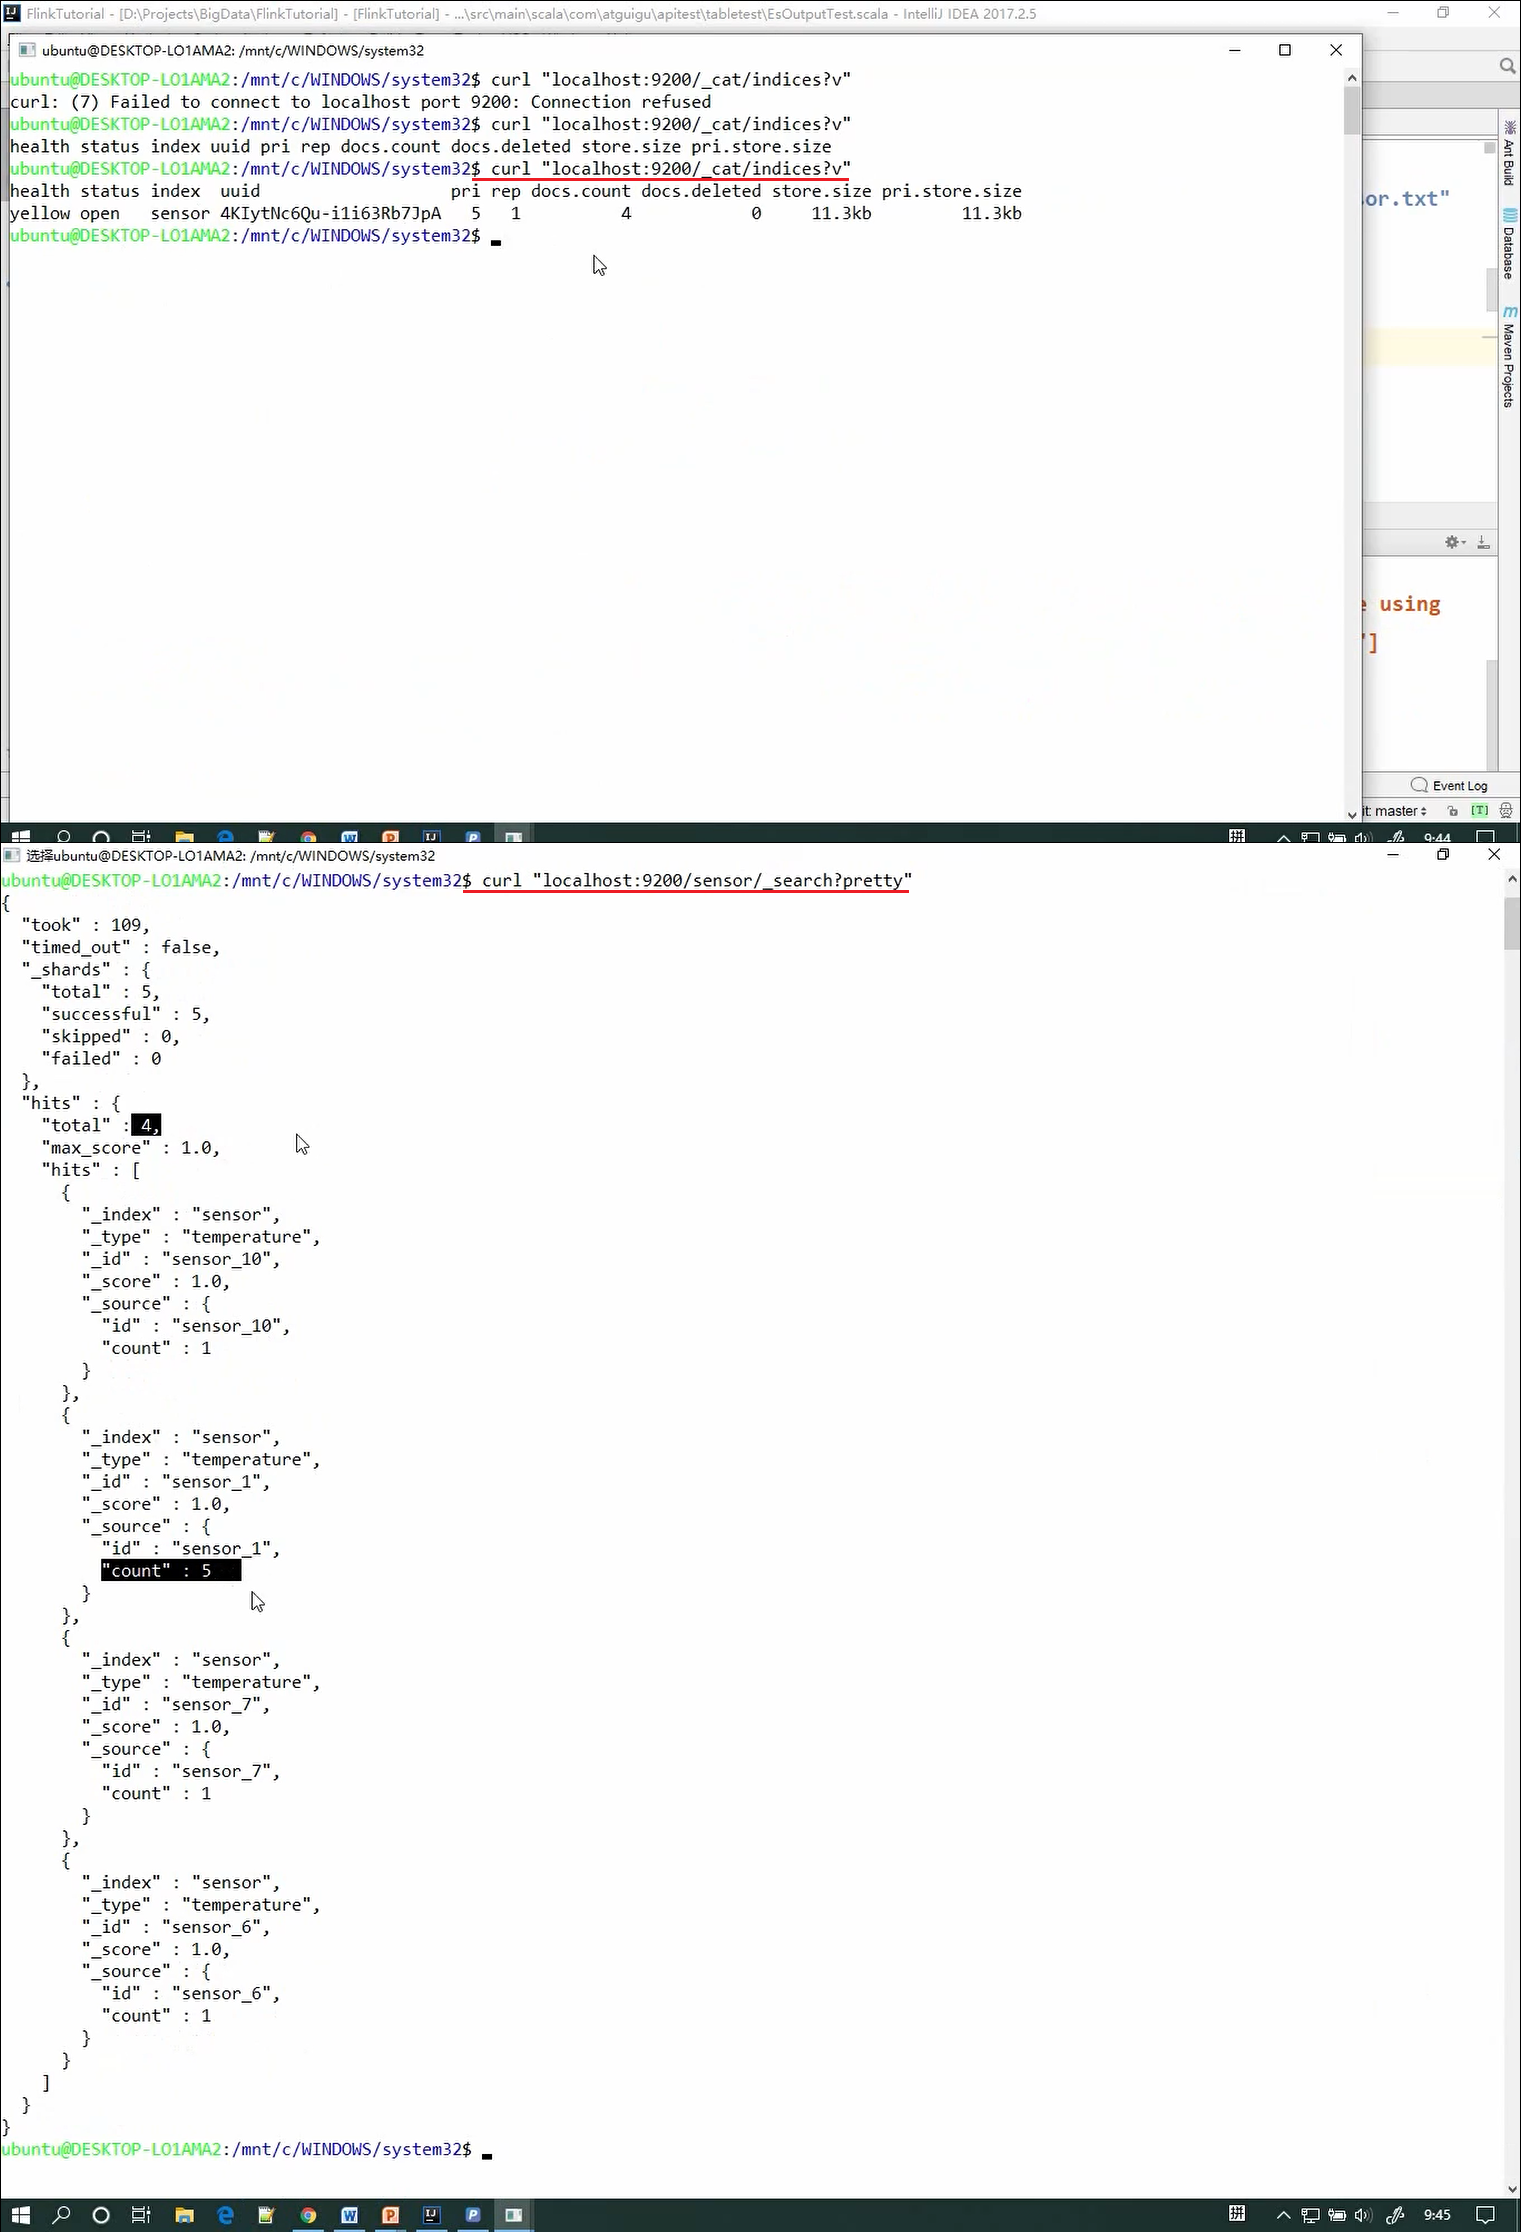 FlinkTutorial - [D:\Projects\BigData\FlinkTutorial] - [FlinkTutorial] - ...\src\main\scala\com\atguigu\apitest\tabletest\EsOutputTest.scala - IntelliJ IDEA 2017.2.5
ubuntu@DESKTOP-LO1AMA2: /mnt/c/WINDOWS/system32
ubuntu@DESKTOP-LO1AMA2:/mnt/c/WINDOWS/system32$ curl "localhost:9200/_cat/indices?v"
curl: (7) Failed to connect to localhost port 9200: Connection refused
ubuntu@DESKTOP-LO1AMA2:/mnt/c/WINDOWS/system32$ curl "localhost:9200/_cat/indices?v"
health status index uuid pri rep docs.count docs.deleted store.size pri.store.size
ubuntu@DESKTOP-LO1AMA2:/mnt/c/WINDOWS/system32$ curl "localhost:9200/_cat/indices?v"
health status index  uuid                   pri rep docs.count docs.deleted store.size pri.store.size
yellow open   sensor 4KIytNc6Qu-i1i63Rb7JpA   5   1          4            0     11.3kb         11.3kb
ubuntu@DESKTOP-LO1AMA2:/mnt/c/WINDOWS/system32$
Ant Build
or.txt"
Database
Maven Projects
using
"]
Event Log
it: master
[T]
9:44
选择ubuntu@DESKTOP-LO1AMA2: /mnt/c/WINDOWS/system32
ubuntu@DESKTOP-LO1AMA2:/mnt/c/WINDOWS/system32$ curl "localhost:9200/sensor/_search?pretty"
{
  "took" : 109,
  "timed_out" : false,
  "_shards" : {
    "total" : 5,
    "successful" : 5,
    "skipped" : 0,
    "failed" : 0
  },
  "hits" : {
    "total" : 4,
    "max_score" : 1.0,
    "hits" : [
      {
        "_index" : "sensor",
        "_type" : "temperature",
        "_id" : "sensor_10",
        "_score" : 1.0,
        "_source" : {
          "id" : "sensor_10",
          "count" : 1
        }
      },
      {
        "_index" : "sensor",
        "_type" : "temperature",
        "_id" : "sensor_1",
        "_score" : 1.0,
        "_source" : {
          "id" : "sensor_1",
          "count" : 5
        }
      },
      {
        "_index" : "sensor",
        "_type" : "temperature",
        "_id" : "sensor_7",
        "_score" : 1.0,
        "_source" : {
          "id" : "sensor_7",
          "count" : 1
        }
      },
      {
        "_index" : "sensor",
        "_type" : "temperature",
        "_id" : "sensor_6",
        "_score" : 1.0,
        "_source" : {
          "id" : "sensor_6",
          "count" : 1
        }
      }
    ]
  }
}
ubuntu@DESKTOP-LO1AMA2:/mnt/c/WINDOWS/system32$
拼
9:45